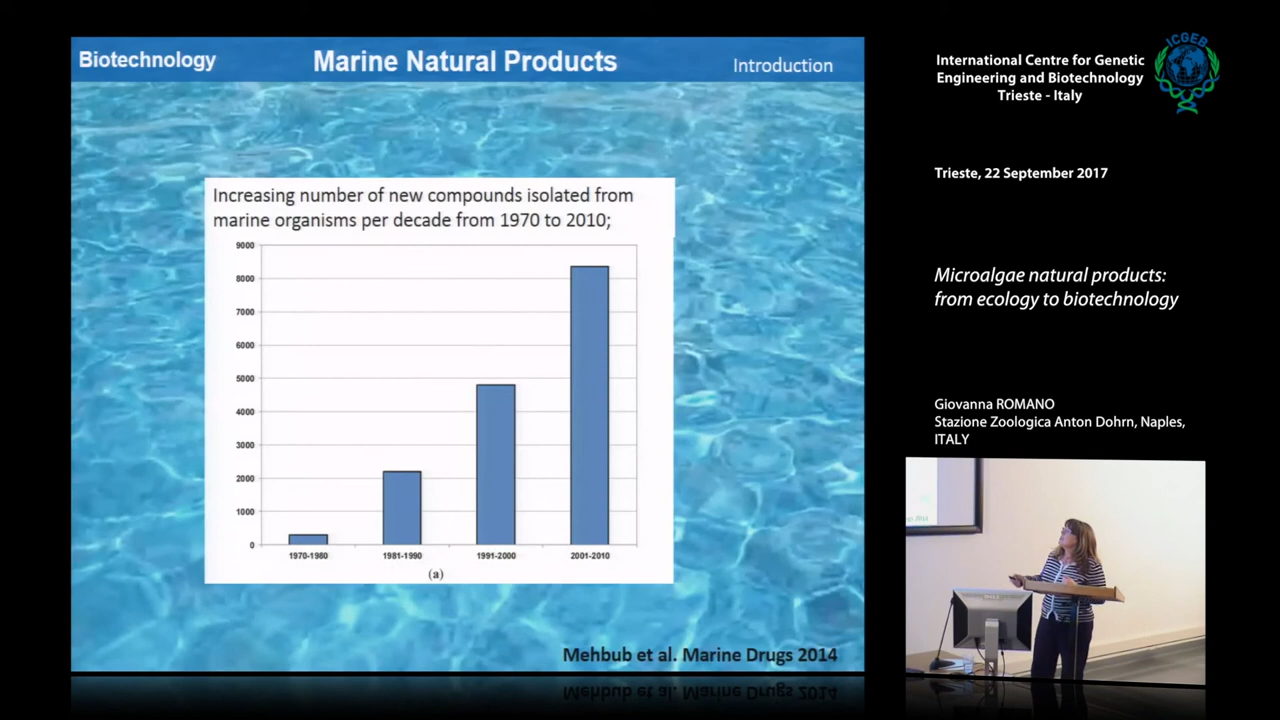 Biotechnology
Marine Natural Products
Introduction
Increasing number of new compounds isolated from
marine organisms per decade from 1970 to 2010;
9000
8000
7000
6000
5000
4000
3000
2000
1000
0
1970-1980
1981-1990
1991-2000
2001-2010
(a)
Mehbub et al. Marine Drugs 2014
International Centre for Genetic
Engineering and Biotechnology
Trieste - Italy
ICGEB
Trieste, 22 September 2017
Microalgae natural products:
from ecology to biotechnology
Giovanna ROMANO
Stazione Zoologica Anton Dohrn, Naples,
ITALY